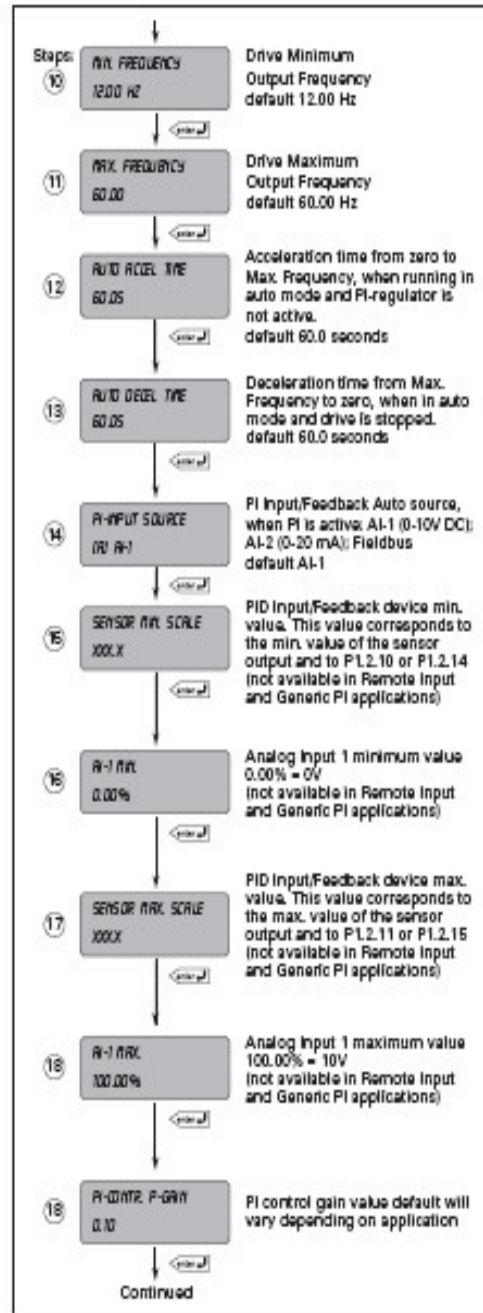 Steps:
10
MIN. FREQUENCY
12.00 HZ
Drive Minimum
Output Frequency
default 12.00 Hz
enter
11
MAX. FREQUENCY
60.00
Drive Maximum
Output Frequency
default 60.00 Hz
enter
12
AUTO ACCEL TIME
60.0S
Acceleration time from zero to
Max. Frequency, when running in
auto mode and PI-regulator is
not active.
default 60.0 seconds
enter
13
AUTO DECEL TIME
60.0S
Deceleration time from Max.
Frequency to zero, when in auto
mode and drive is stopped.
default 60.0 seconds
enter
14
PI-INPUT SOURCE
AI-1
PI Input/Feedback Auto source,
when PI is active: AI-1 (0-10V DC);
AI-2 (0-20 mA); Fieldbus
default AI-1
enter
15
SENSOR MIN. SCALE
XXX.X
PID Input/Feedback device min.
value. This value corresponds to
the min. value of the sensor
output and to P1.2.10 or P1.2.14
(not available in Remote Input
and Generic PI applications)
enter
16
AI-1 MIN.
0.00%
Analog Input 1 minimum value
0.00% = 0V
(not available in Remote Input
and Generic PI applications)
enter
17
SENSOR MAX. SCALE
XXX.X
PID Input/Feedback device max.
value. This value corresponds to
the max. value of the sensor
output and to P1.2.11 or P1.2.15
(not available in Remote Input
and Generic PI applications)
enter
18
AI-1 MAX.
100.00%
Analog Input 1 maximum value
100.00% = 10V
(not available in Remote Input
and Generic PI applications)
enter
18
PI-CONTR. P-GAIN
0.10
PI control gain value default will
vary depending on application
enter
Continued